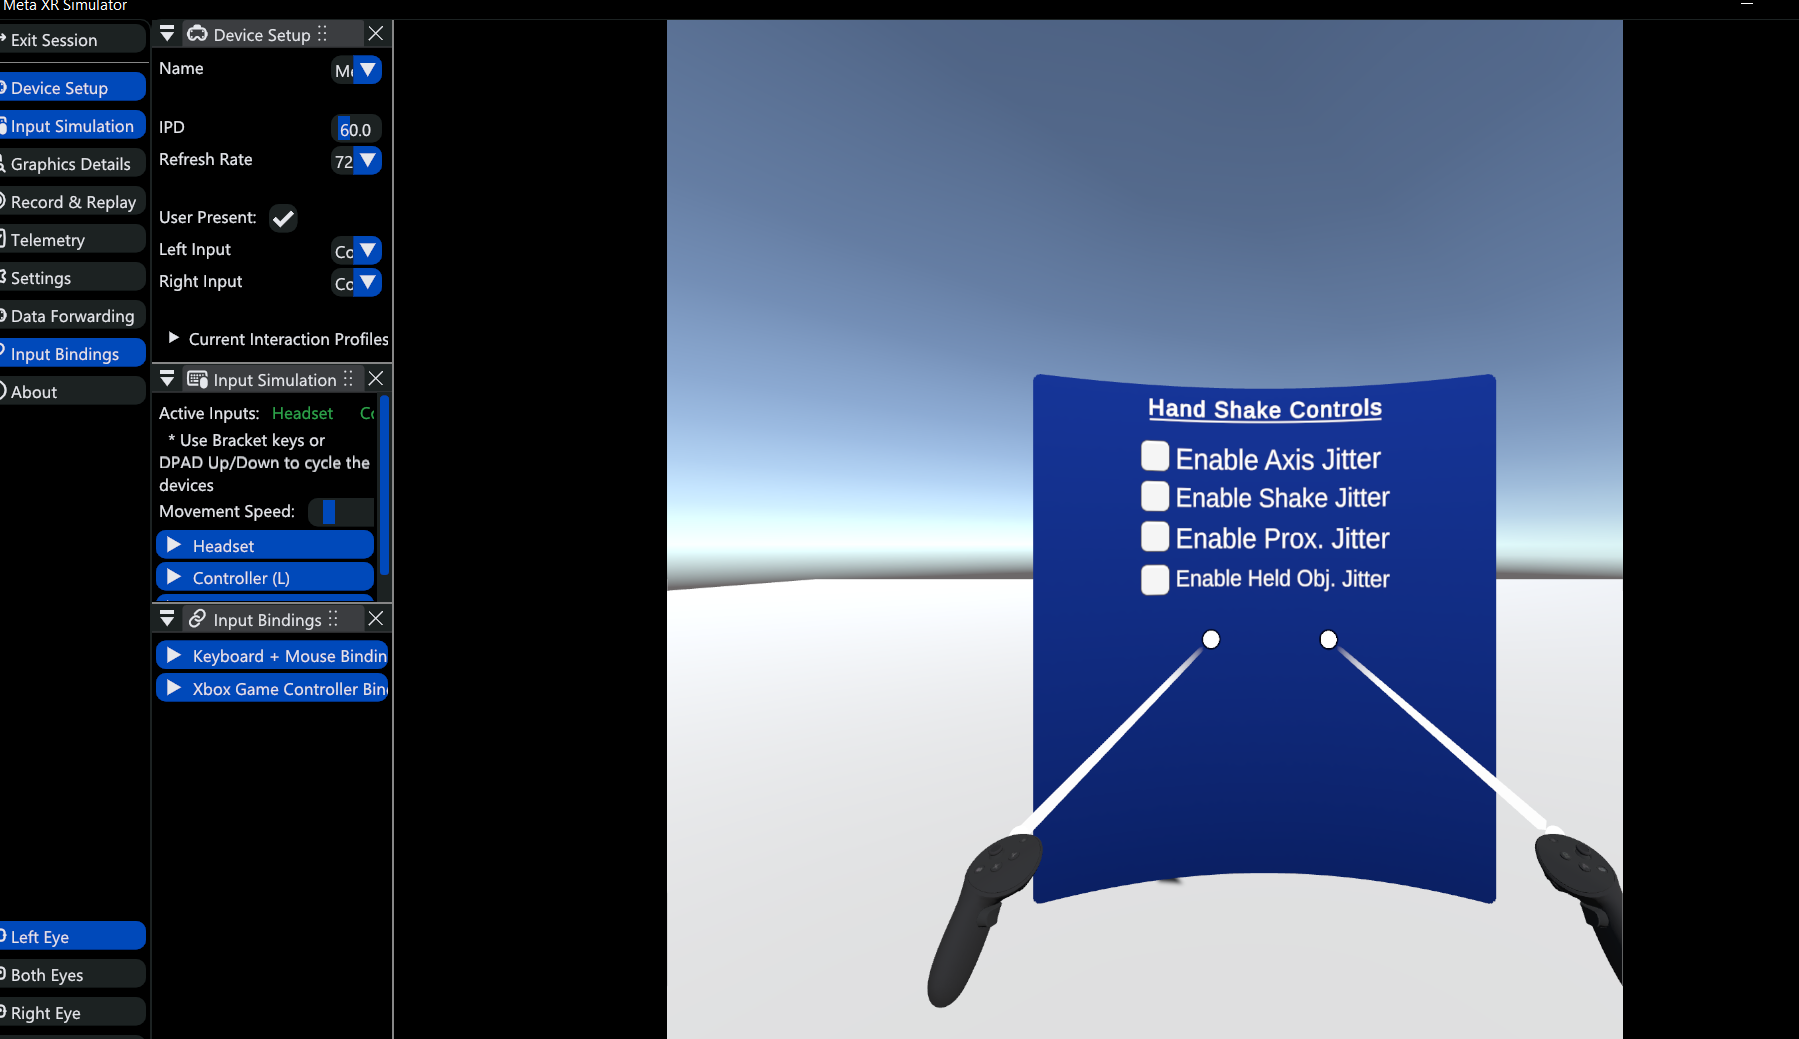 Meta XR Simulator
Exit Session
Device Setup
Input Simulation
Graphics Details
Record & Replay
Telemetry
Settings
Data Forwarding
Input Bindings
About
Left Eye
Both Eyes
Right Eye
Device Setup
Name
IPD 60.0
Refresh Rate 72
User Present:
Left Input Co
Right Input Co
Current Interaction Profiles
Input Simulation
Active Inputs: Headset
* Use Bracket keys or
DPAD Up/Down to cycle the
devices
Movement Speed:
Headset
Controller (L)
Input Bindings
Keyboard + Mouse Bindin
Xbox Game Controller Bin
Hand Shake Controls
Enable Axis Jitter
Enable Shake Jitter
Enable Prox. Jitter
Enable Held Obj. Jitter